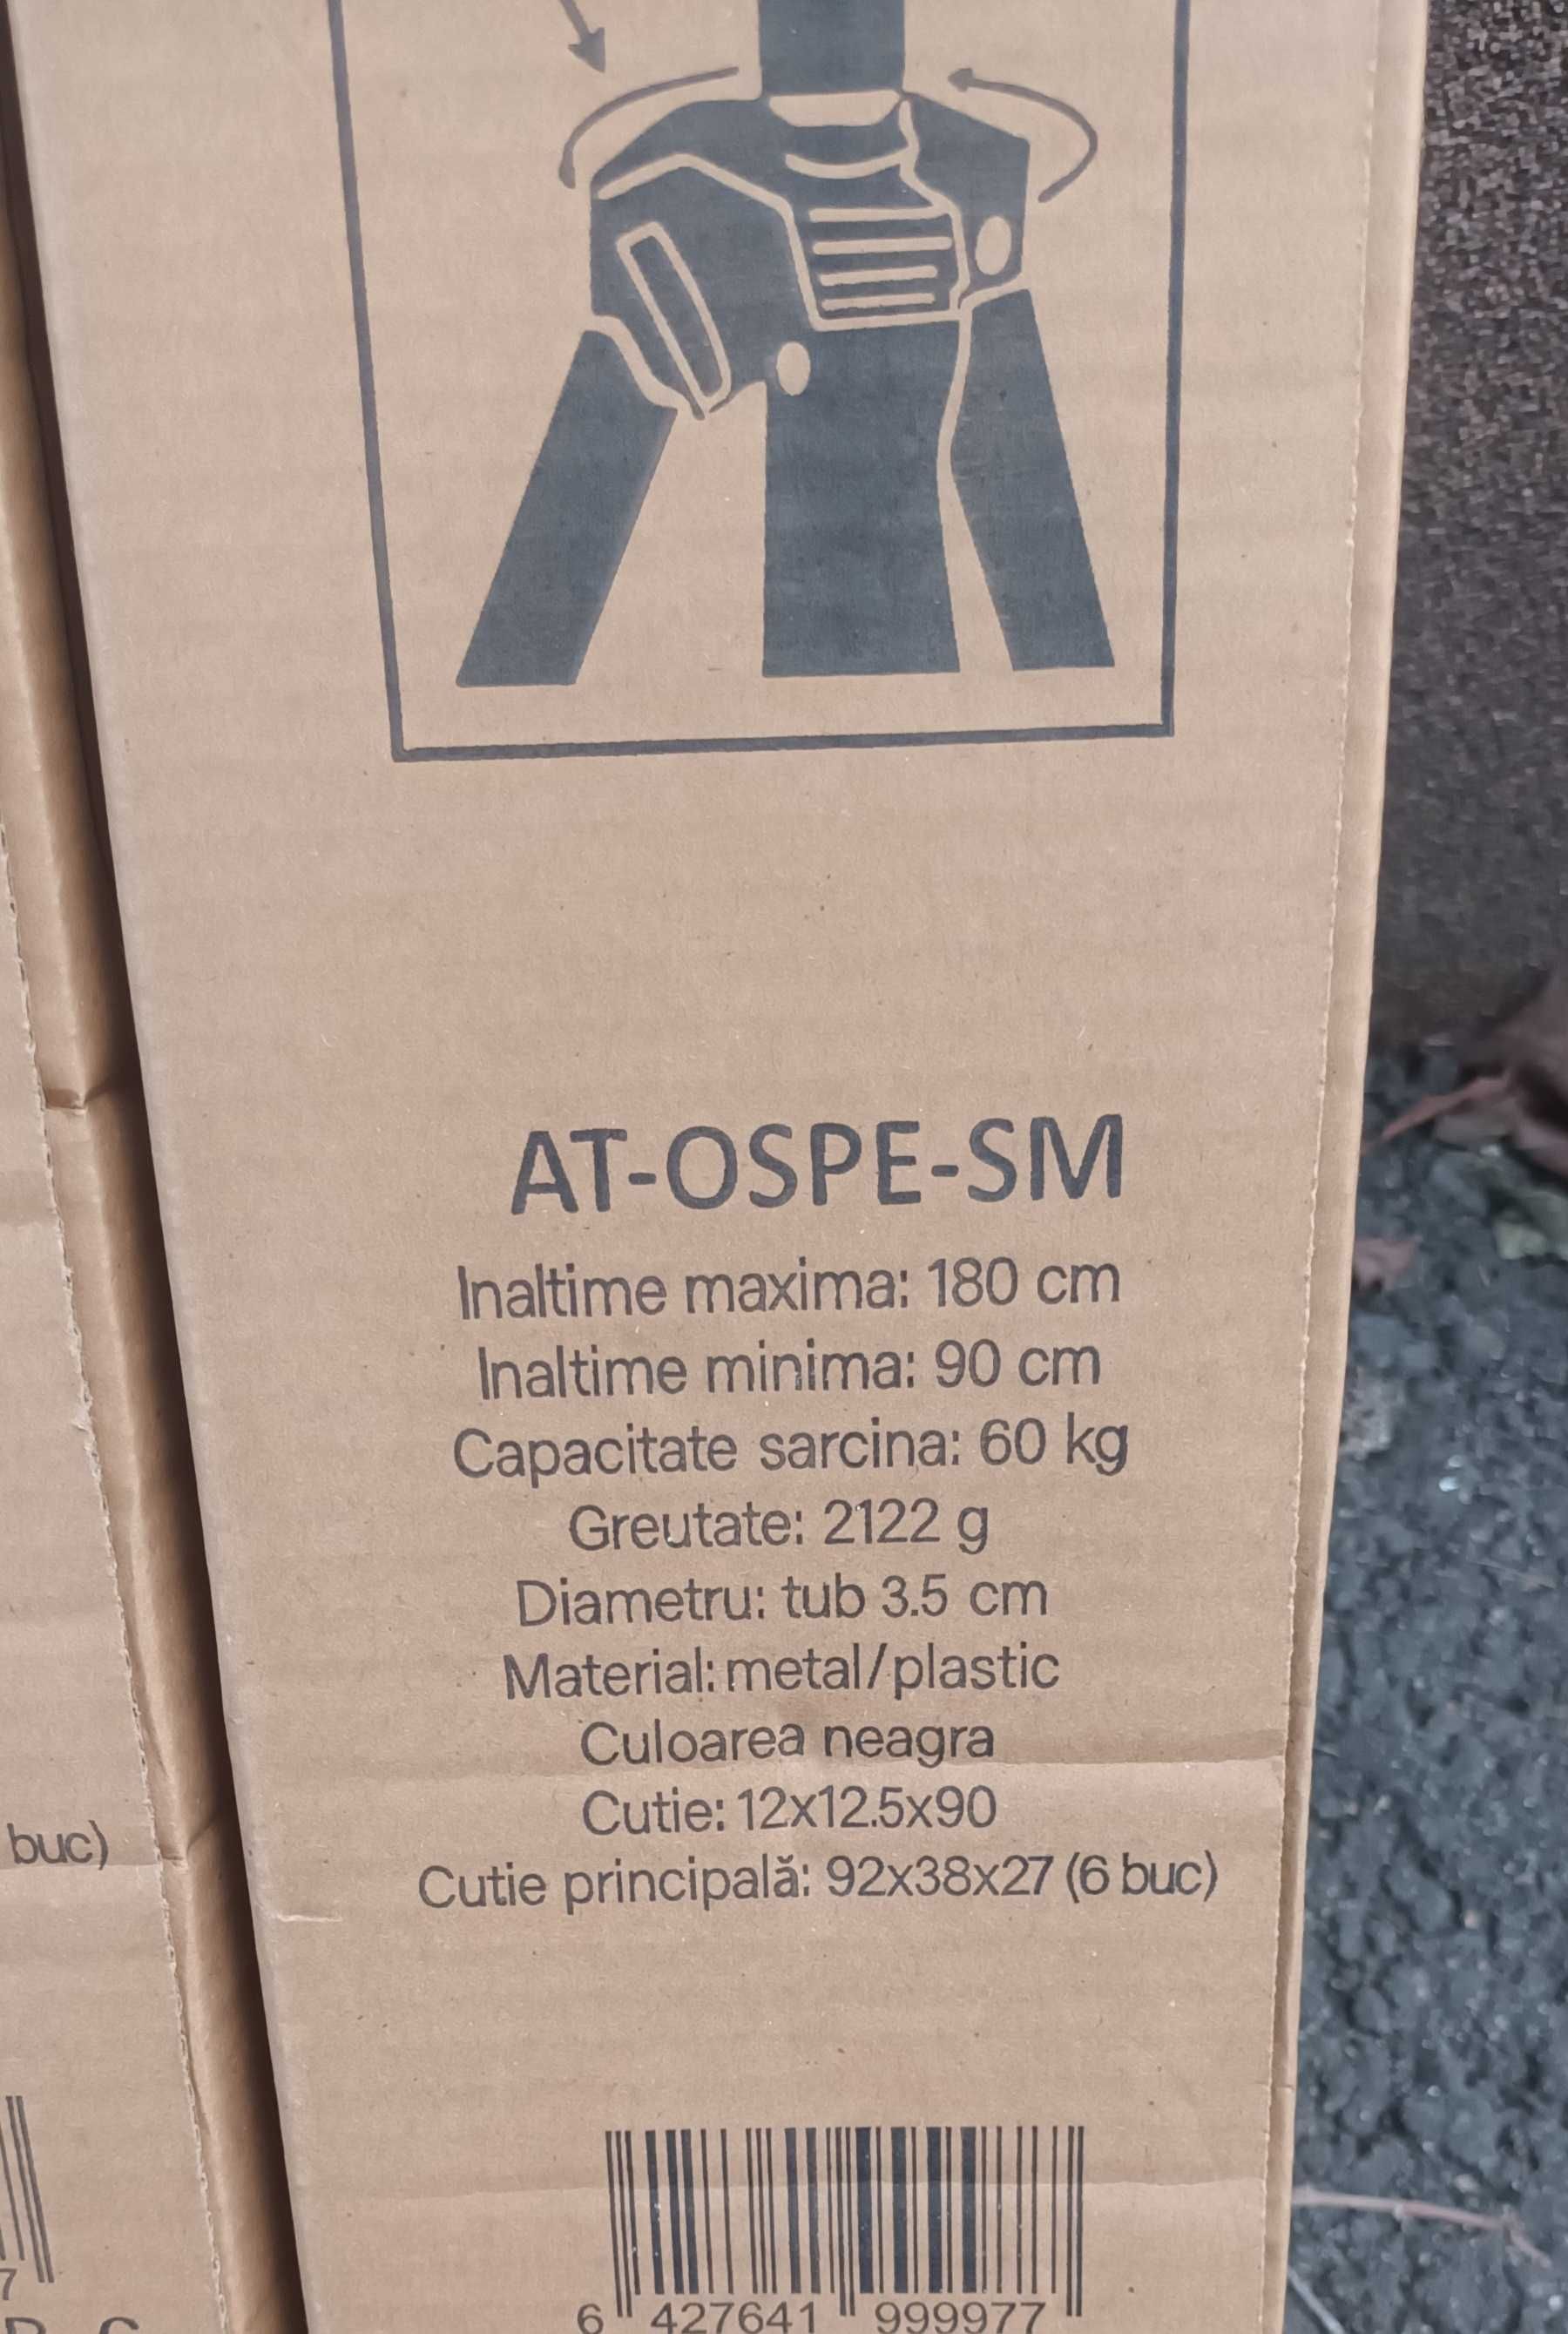 AT-OSPE-SM
Inaltime maxima: 180 cm
Inaltime minima: 90 cm
Capacitate sarcina: 60 kg
Greutate: 2122 g
Diametru: tub 3.5 cm
Material: metal/plastic
Culoarea neagra
Cutie: 12x12.5x90
Cutie principală: 92x38x27 (6 buc)
buc)
6 427641 999977
7